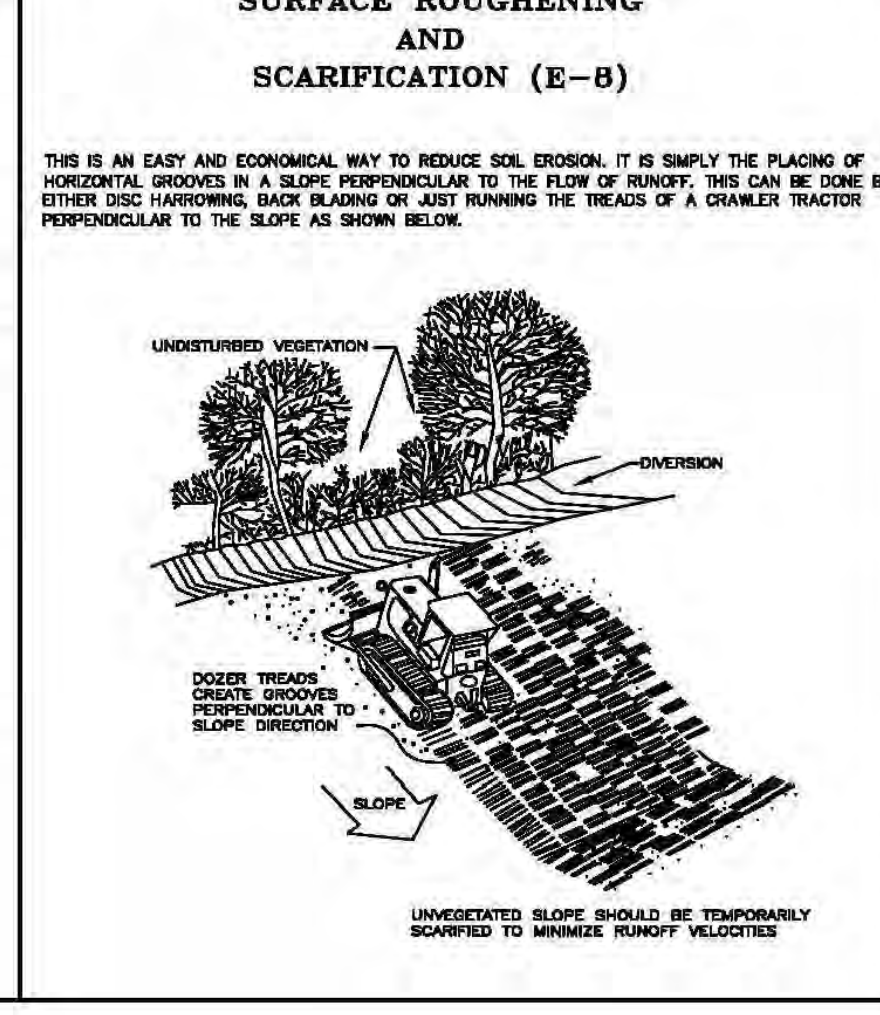 SURFACE ROUGHENING
AND
SCARIFICATION (E-8)
THIS IS AN EASY AND ECONOMICAL WAY TO REDUCE SOIL EROSION. IT IS SIMPLY THE PLACING OF
HORIZONTAL GROOVES IN A SLOPE PERPENDICULAR TO THE FLOW OF RUNOFF. THIS CAN BE DONE
EITHER DISC HARROWING, BACK BLADING OR JUST RUNNING THE TREADS OF A CRAWLER TRACTOR
PERPENDICULAR TO THE SLOPE AS SHOWN BELOW.
UNDISTURBED VEGETATION
DIVERSION
DOZER TREADS
CREATE GROOVES
PERPENDICULAR TO
SLOPE DIRECTION
SLOPE
UNVEGETATED SLOPE SHOULD BE TEMPORARILY
SCARIFIED TO MINIMIZE RUNOFF VELOCITIES